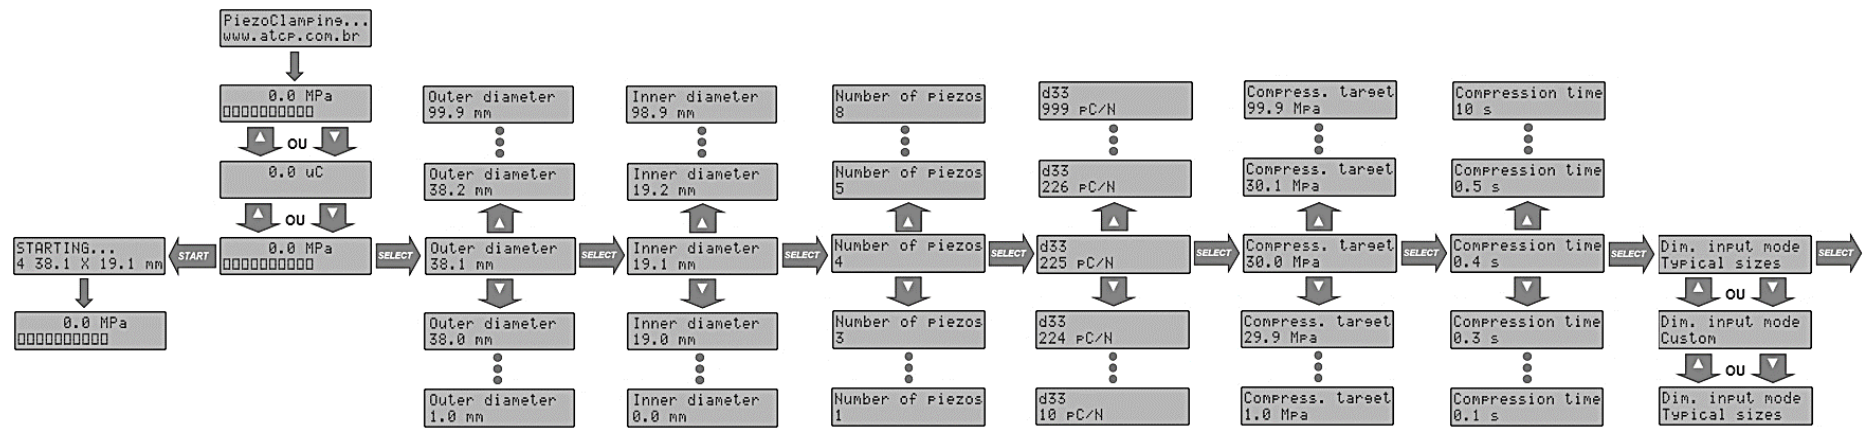 PiezoClamping...
www.atcp.com.br
0.0 MPa
OU
0.0 uC
OU
0.0 MPa
START
STARTING...
4 38.1 X 19.1 mm
0.0 MPa
SELECT
Outer diameter
99.9 mm
Outer diameter
38.2 mm
Outer diameter
38.1 mm
Outer diameter
38.0 mm
Outer diameter
1.0 mm
SELECT
Inner diameter
98.9 mm
Inner diameter
19.2 mm
Inner diameter
19.1 mm
Inner diameter
19.0 mm
Inner diameter
0.0 mm
SELECT
Number of piezos
8
Number of piezos
5
Number of piezos
4
Number of piezos
3
Number of piezos
1
SELECT
d33
999 pC/N
d33
226 pC/N
d33
225 pC/N
d33
224 pC/N
d33
10 pC/N
SELECT
Compress. target
99.9 Mpa
Compress. target
30.1 Mpa
Compress. target
30.0 Mpa
Compress. target
29.9 Mpa
Compress. target
1.0 Mpa
SELECT
Compression time
10 s
Compression time
0.5 s
Compression time
0.4 s
Compression time
0.3 s
Compression time
0.1 s
SELECT
Dim. input mode
Typical sizes
OU
Dim. input mode
Custom
OU
Dim. input mode
Typical sizes
SELECT